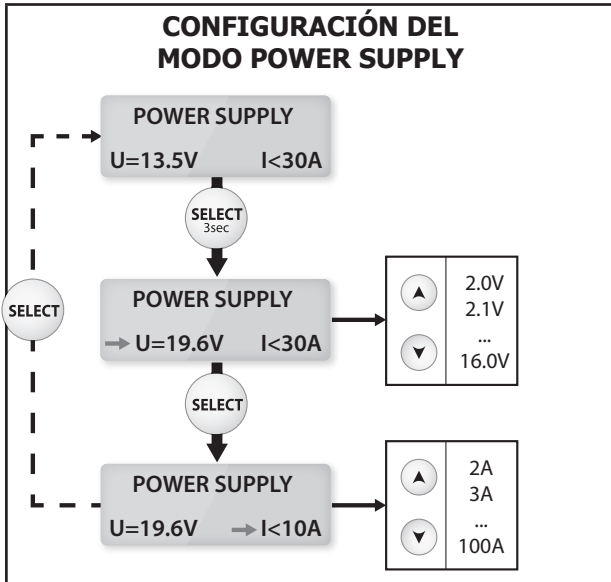 CONFIGURACIÓN DEL
MODO POWER SUPPLY
POWER SUPPLY
U=13.5V I<30A
SELECT
3sec
SELECT
POWER SUPPLY
U=19.6V I<30A
2.0V
2.1V
...
16.0V
SELECT
POWER SUPPLY
U=19.6V I<10A
2A
3A
...
100A